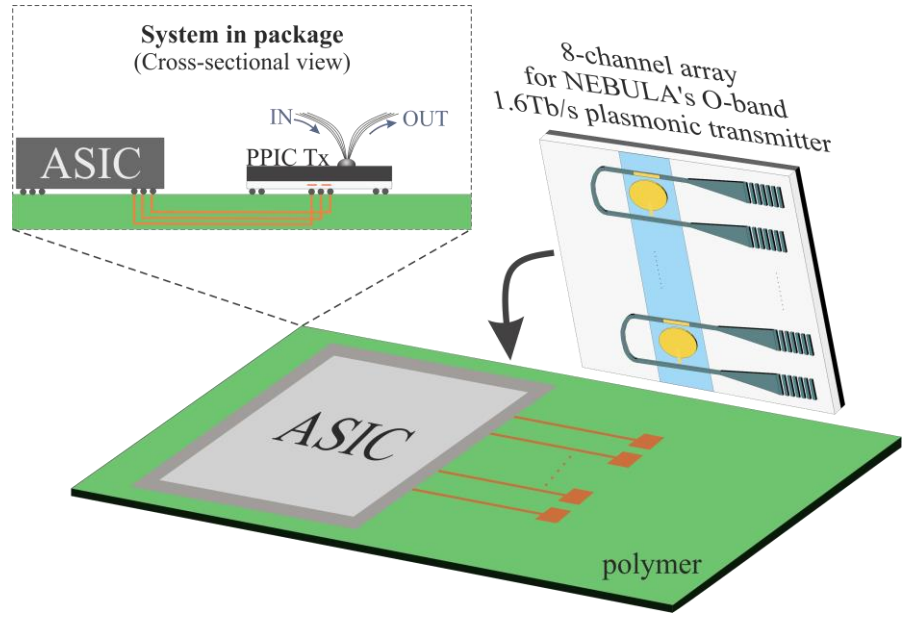 System in package
(Cross-sectional view)
IN
OUT
ASIC
PPIC Tx
8-channel array
for NEBULA's O-band
1.6Tb/s plasmonic transmitter
ASIC
polymer